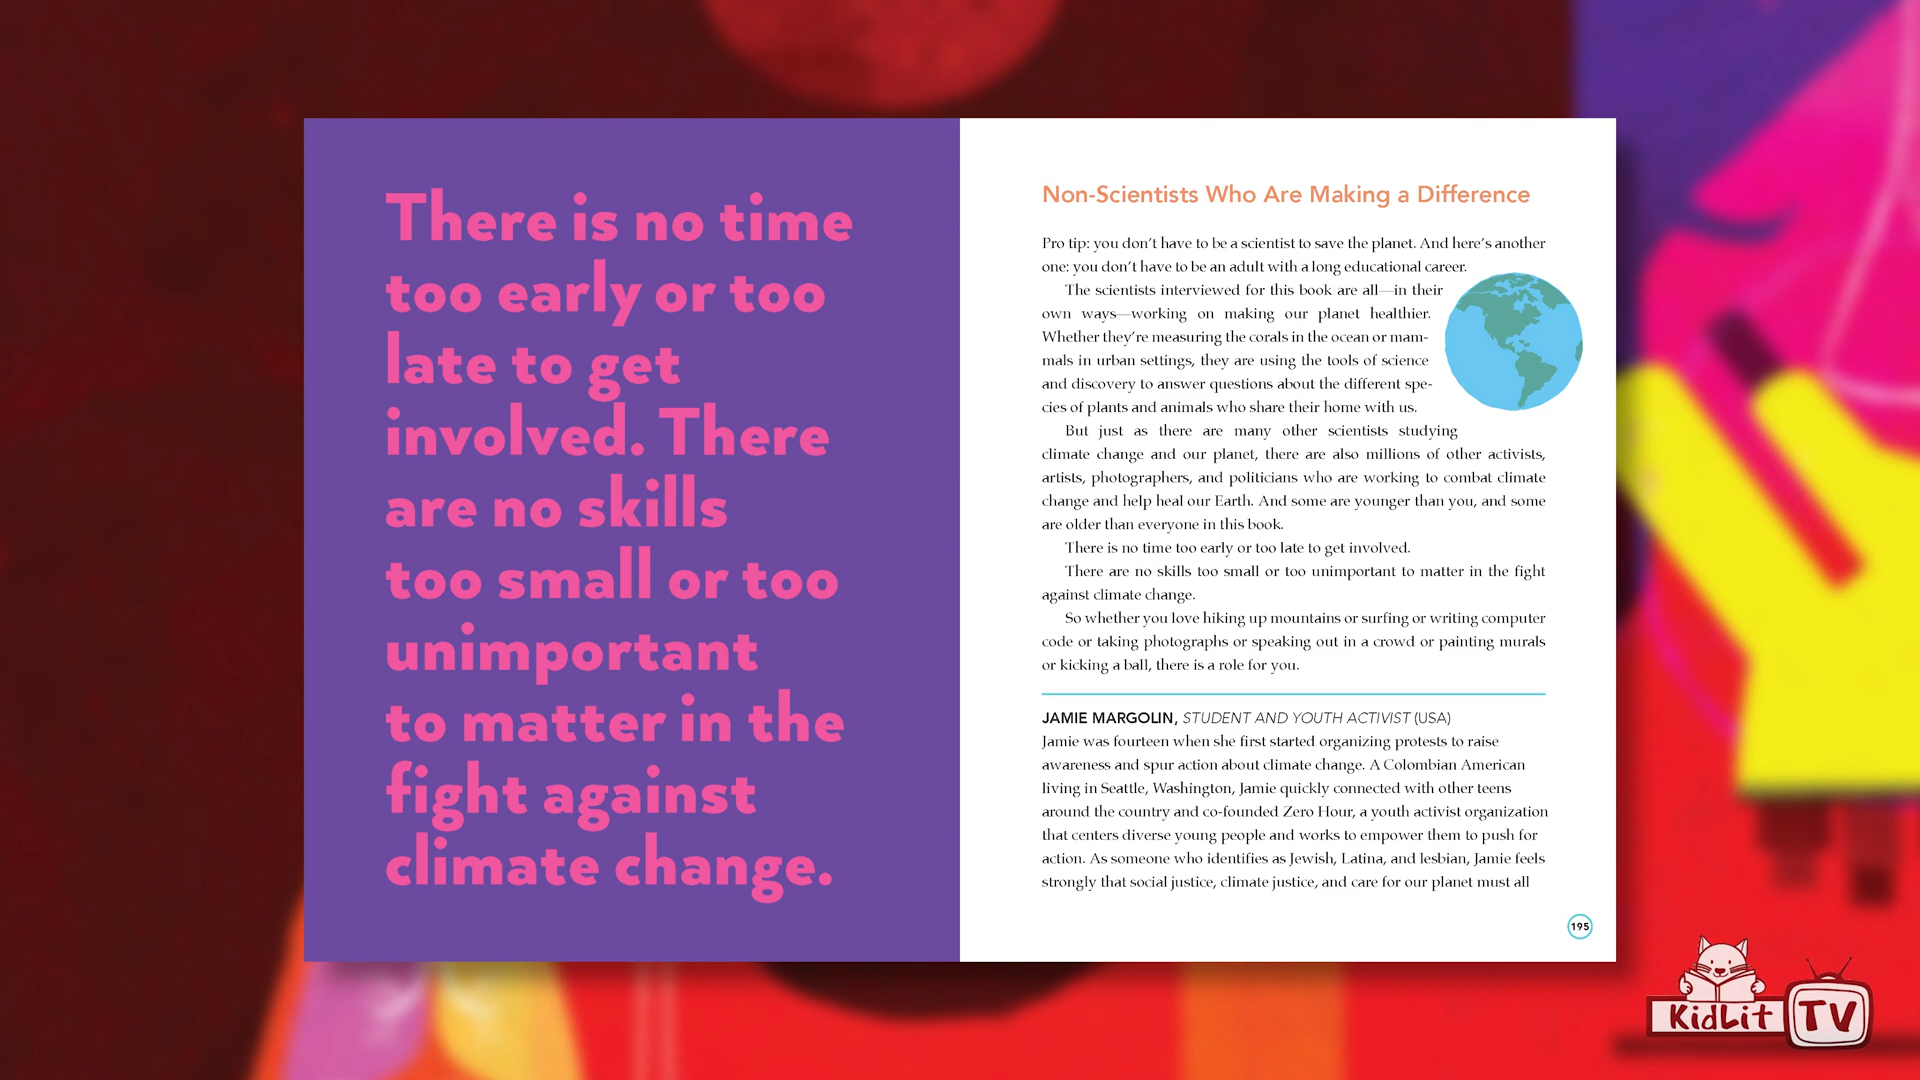 There is no time
too early or too
late to get
involved. There
are no skills
too small or too
unimportant
to matter in the
fight against
climate change.
Non-Scientists Who Are Making a Difference
Pro tip: you don't have to be a scientist to save the planet. And here's another
one: you don't have to be an adult with a long educational career.
The scientists interviewed for this book are all—in their
own ways—working on making our planet healthier.
Whether they're measuring the corals in the ocean or mam-
mals in urban settings, they are using the tools of science
and discovery to answer questions about the different spe-
cies of plants and animals who share their home with us.
But just as there are many other scientists studying
climate change and our planet, there are also millions of other activists,
artists, photographers, and politicians who are working to combat climate
change and help heal our Earth. And some are younger than you, and some
are older than everyone in this book.
There is no time too early or too late to get involved.
There are no skills too small or too unimportant to matter in the fight
against climate change.
So whether you love hiking up mountains or surfing or writing computer
code or taking photographs or speaking out in a crowd or painting murals
or kicking a ball, there is a role for you.
JAMIE MARGOLIN, STUDENT AND YOUTH ACTIVIST (USA)
Jamie was fourteen when she first started organizing protests to raise
awareness and spur action about climate change. A Colombian American
living in Seattle, Washington, Jamie quickly connected with other teens
around the country and co-founded Zero Hour, a youth activist organization
that centers diverse young people and works to empower them to push for
action. As someone who identifies as Jewish, Latina, and lesbian, Jamie feels
strongly that social justice, climate justice, and care for our planet must all
195
KidLit TV